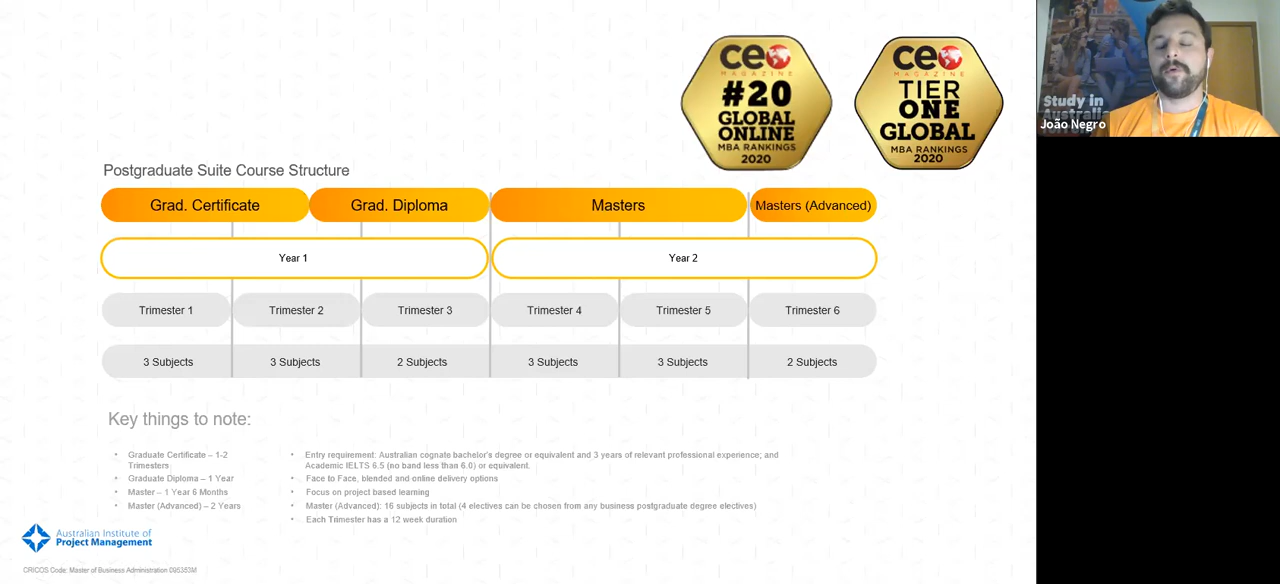 ceo
MAGAZINE
#20
GLOBAL
ONLINE
MBA RANKINGS
2020
ceo
MAGAZINE
TIER
ONE
GLOBAL
MBA RANKINGS
2020
Study in
João Negro
Postgraduate Suite Course Structure
Grad. Certificate Grad. Diploma Masters Masters (Advanced)
Year 1 Year 2
Trimester 1 Trimester 2 Trimester 3 Trimester 4 Trimester 5 Trimester 6
3 Subjects 3 Subjects 2 Subjects 3 Subjects 3 Subjects 2 Subjects
Key things to note:
• Graduate Certificate – 1-2
Trimesters
• Graduate Diploma – 1 Year
• Master – 1 Year 6 Months
• Master (Advanced) – 2 Years
• Entry requirement: Australian cognate bachelor's degree or equivalent and 3 years of relevant professional experience; and
Academic IELTS 6.5 (no band less than 6.0) or equivalent.
• Face to Face, blended and online delivery options
• Focus on project based learning
• Master (Advanced): 16 subjects in total (4 electives can be chosen from any business postgraduate degree electives)
• Each Trimester has a 12 week duration
Australian Institute of
Project Management
CRICOS Code: Master of Business Administration 095353M